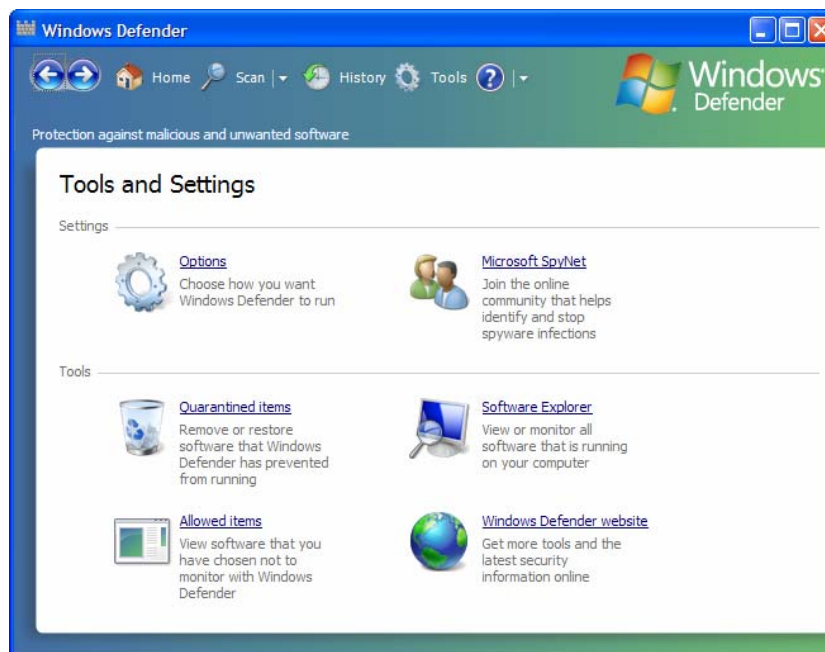 Windows Defender
Home Scan History Tools ?
Windows
Defender
Protection against malicious and unwanted software
Tools and Settings
Settings
Options
Choose how you want
Windows Defender to run
Microsoft SpyNet
Join the online
community that helps
identify and stop
spyware infections
Tools
Quarantined items
Remove or restore
software that Windows
Defender has prevented
from running
Software Explorer
View or monitor all
software that is running
on your computer
Allowed items
View software that you
have chosen not to
monitor with Windows
Defender
Windows Defender website
Get more tools and the
latest security
information online